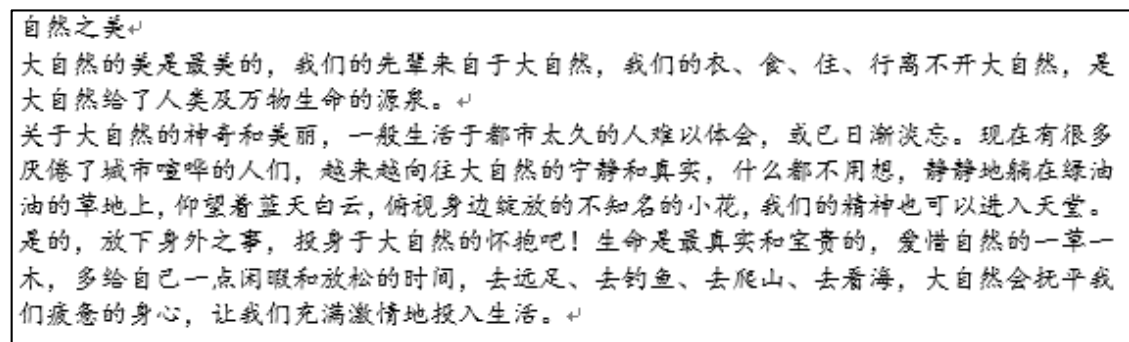 自然之美↵
大自然的美是最美的，我们的先辈来自于大自然，我们的衣、食、住、行离不开大自然，是
大自然给了人类及万物生命的源泉。↵
关于大自然的神奇和美丽，一般生活于都市太久的人难以体会，或已日渐淡忘。现在有很多
厌倦了城市喧哗的人们，越来越向往大自然的宁静和真实，什么都不用想，静静地躺在绿油
油的草地上，仰望着蓝天白云，俯视身边绽放的不知名的小花，我们的精神也可以进入天堂。
是的，放下身外之事，投身于大自然的怀抱吧！生命是最真实和宝贵的，爱惜自然的一草一
木，多给自己一点闲暇和放松的时间，去远足、去钓鱼、去爬山、去看海，大自然会抚平我
们疲惫的身心，让我们充满激情地投入生活。↵